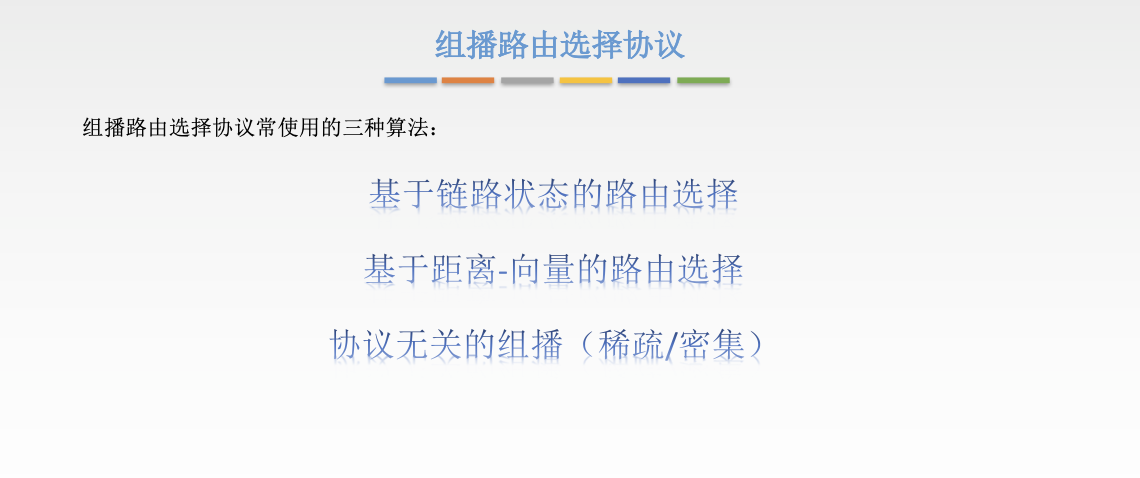 组播路由选择协议
组播路由选择协议常使用的三种算法：
基于链路状态的路由选择
基于距离-向量的路由选择
协议无关的组播（稀疏/密集）